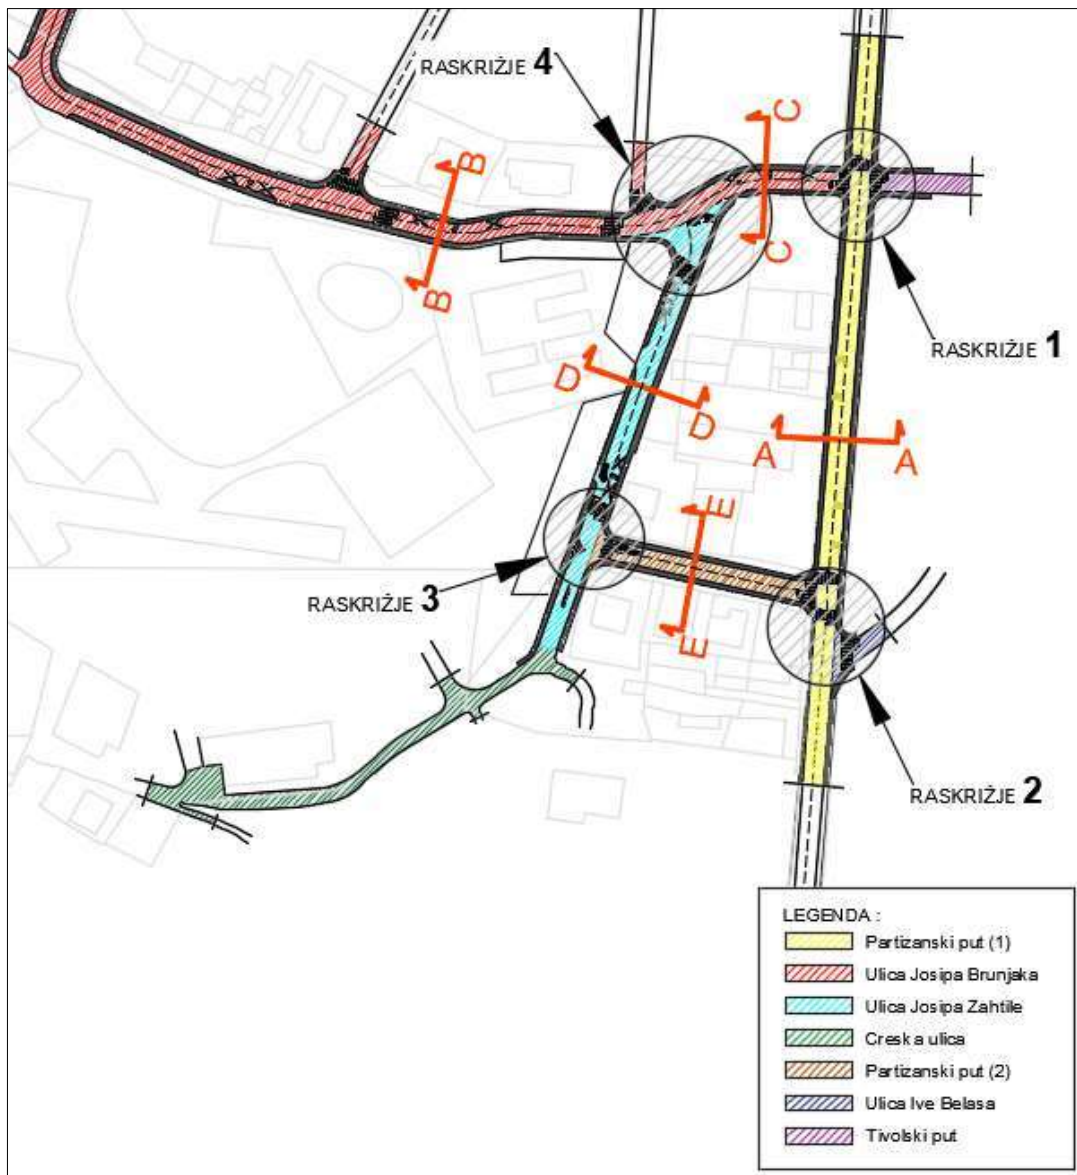 RASKRIŽJE 4
C
B
C
B
RASKRIŽJE 1
D
D
A
A
E
RASKRIŽJE 3
E
RASKRIŽJE 2
LEGENDA :
Partizanski put (1)
Ulica Josipa Brunjaka
Ulica Josipa Zahtile
Creska ulica
Partizanski put (2)
Ulica Ive Belasa
Tivolski put